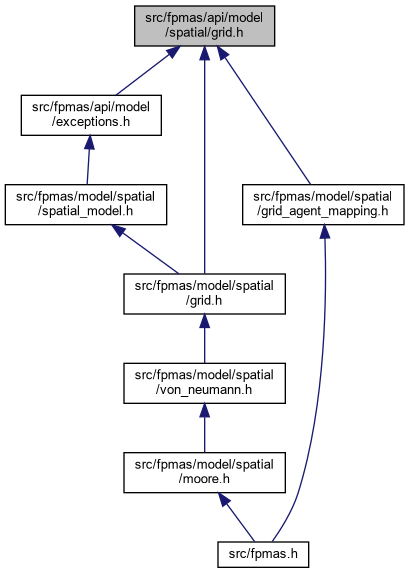 src/fpmas/api/model
/spatial/grid.h
src/fpmas/api/model
/exceptions.h
src/fpmas/model/spatial
/spatial_model.h
src/fpmas/model/spatial
/grid_agent_mapping.h
src/fpmas/model/spatial
/grid.h
src/fpmas/model/spatial
/von_neumann.h
src/fpmas/model/spatial
/moore.h
src/fpmas.h